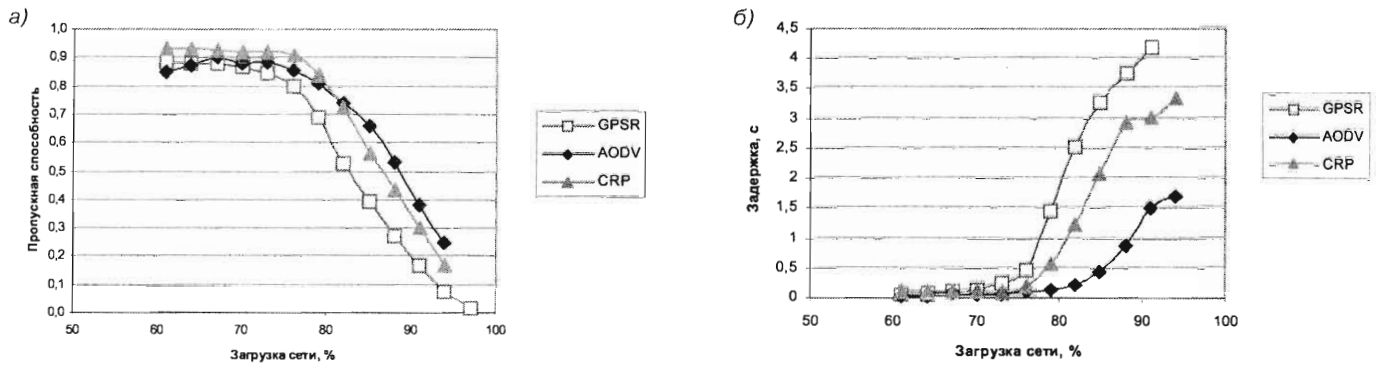 а)
Пропускная способность
1,0
0,9
0,8
0,7
0,6
0,5
0,4
0,3
0,2
0,1
0,0
50
60
70
80
90
100
Загрузка сети, %
GPSR
AODV
CRP
б)
Задержка, с
4,5
4
3,5
3
2,5
2
1,5
1
0,5
0
50
60
70
80
90
100
Загрузка сети, %
GPSR
AODV
CRP